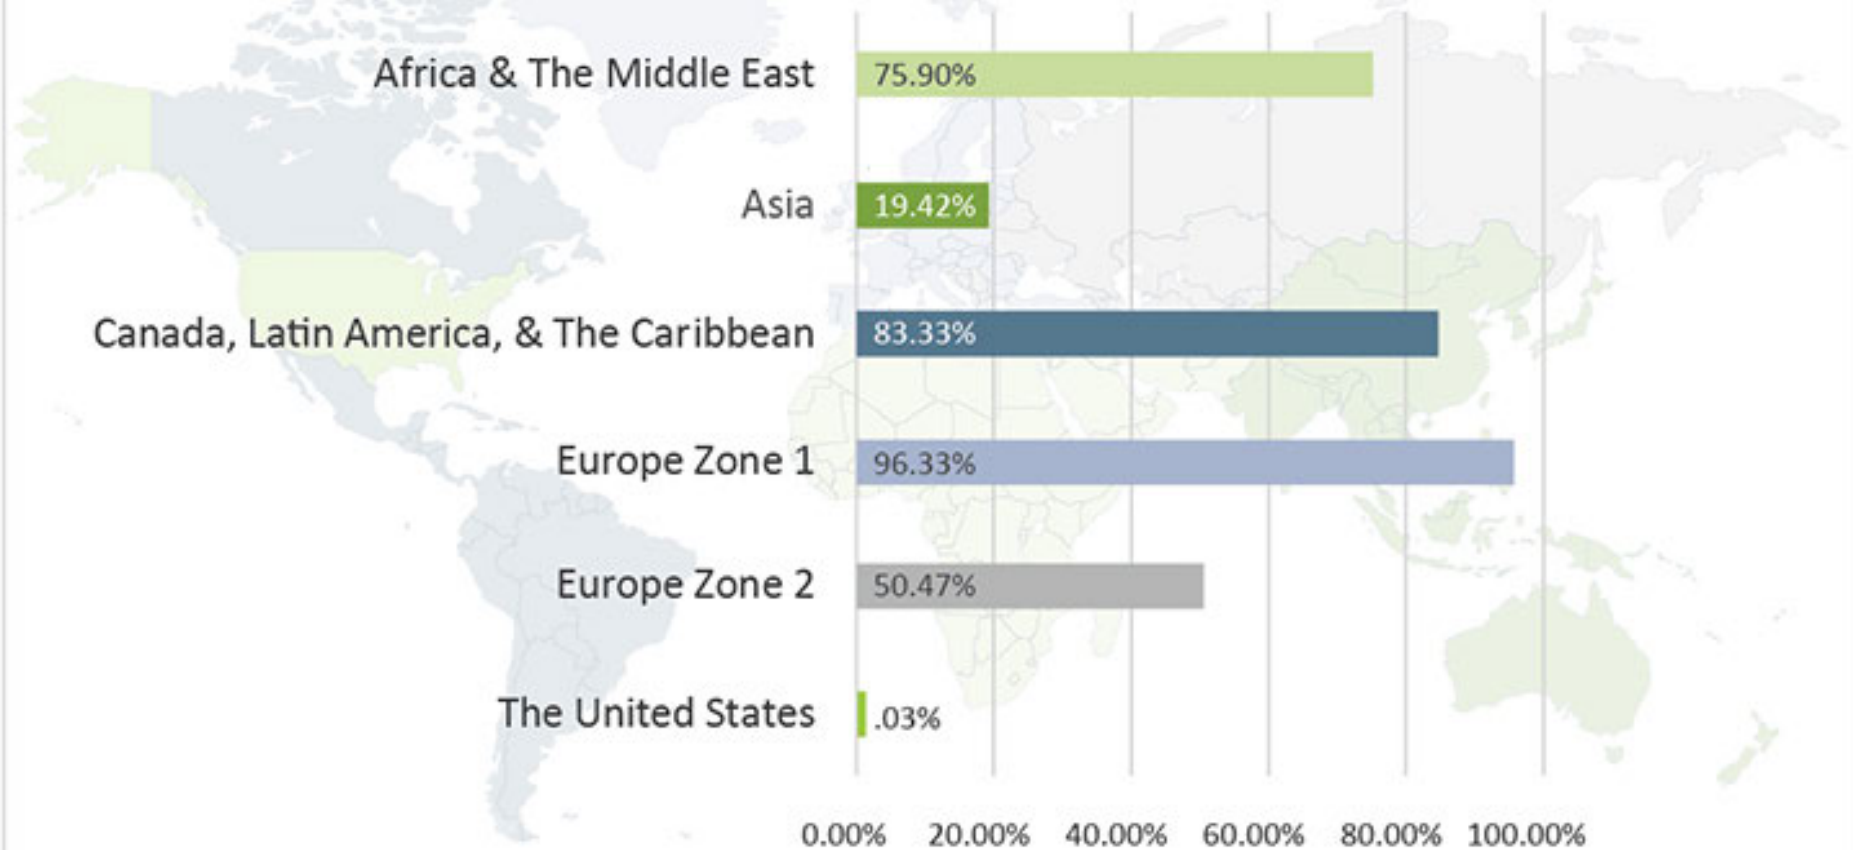 Africa & The Middle East 75.90%
Asia 19.42%
Canada, Latin America, & The Caribbean 83.33%
Europe Zone 1 96.33%
Europe Zone 2 50.47%
The United States .03%
0.00% 20.00% 40.00% 60.00% 80.00% 100.00%